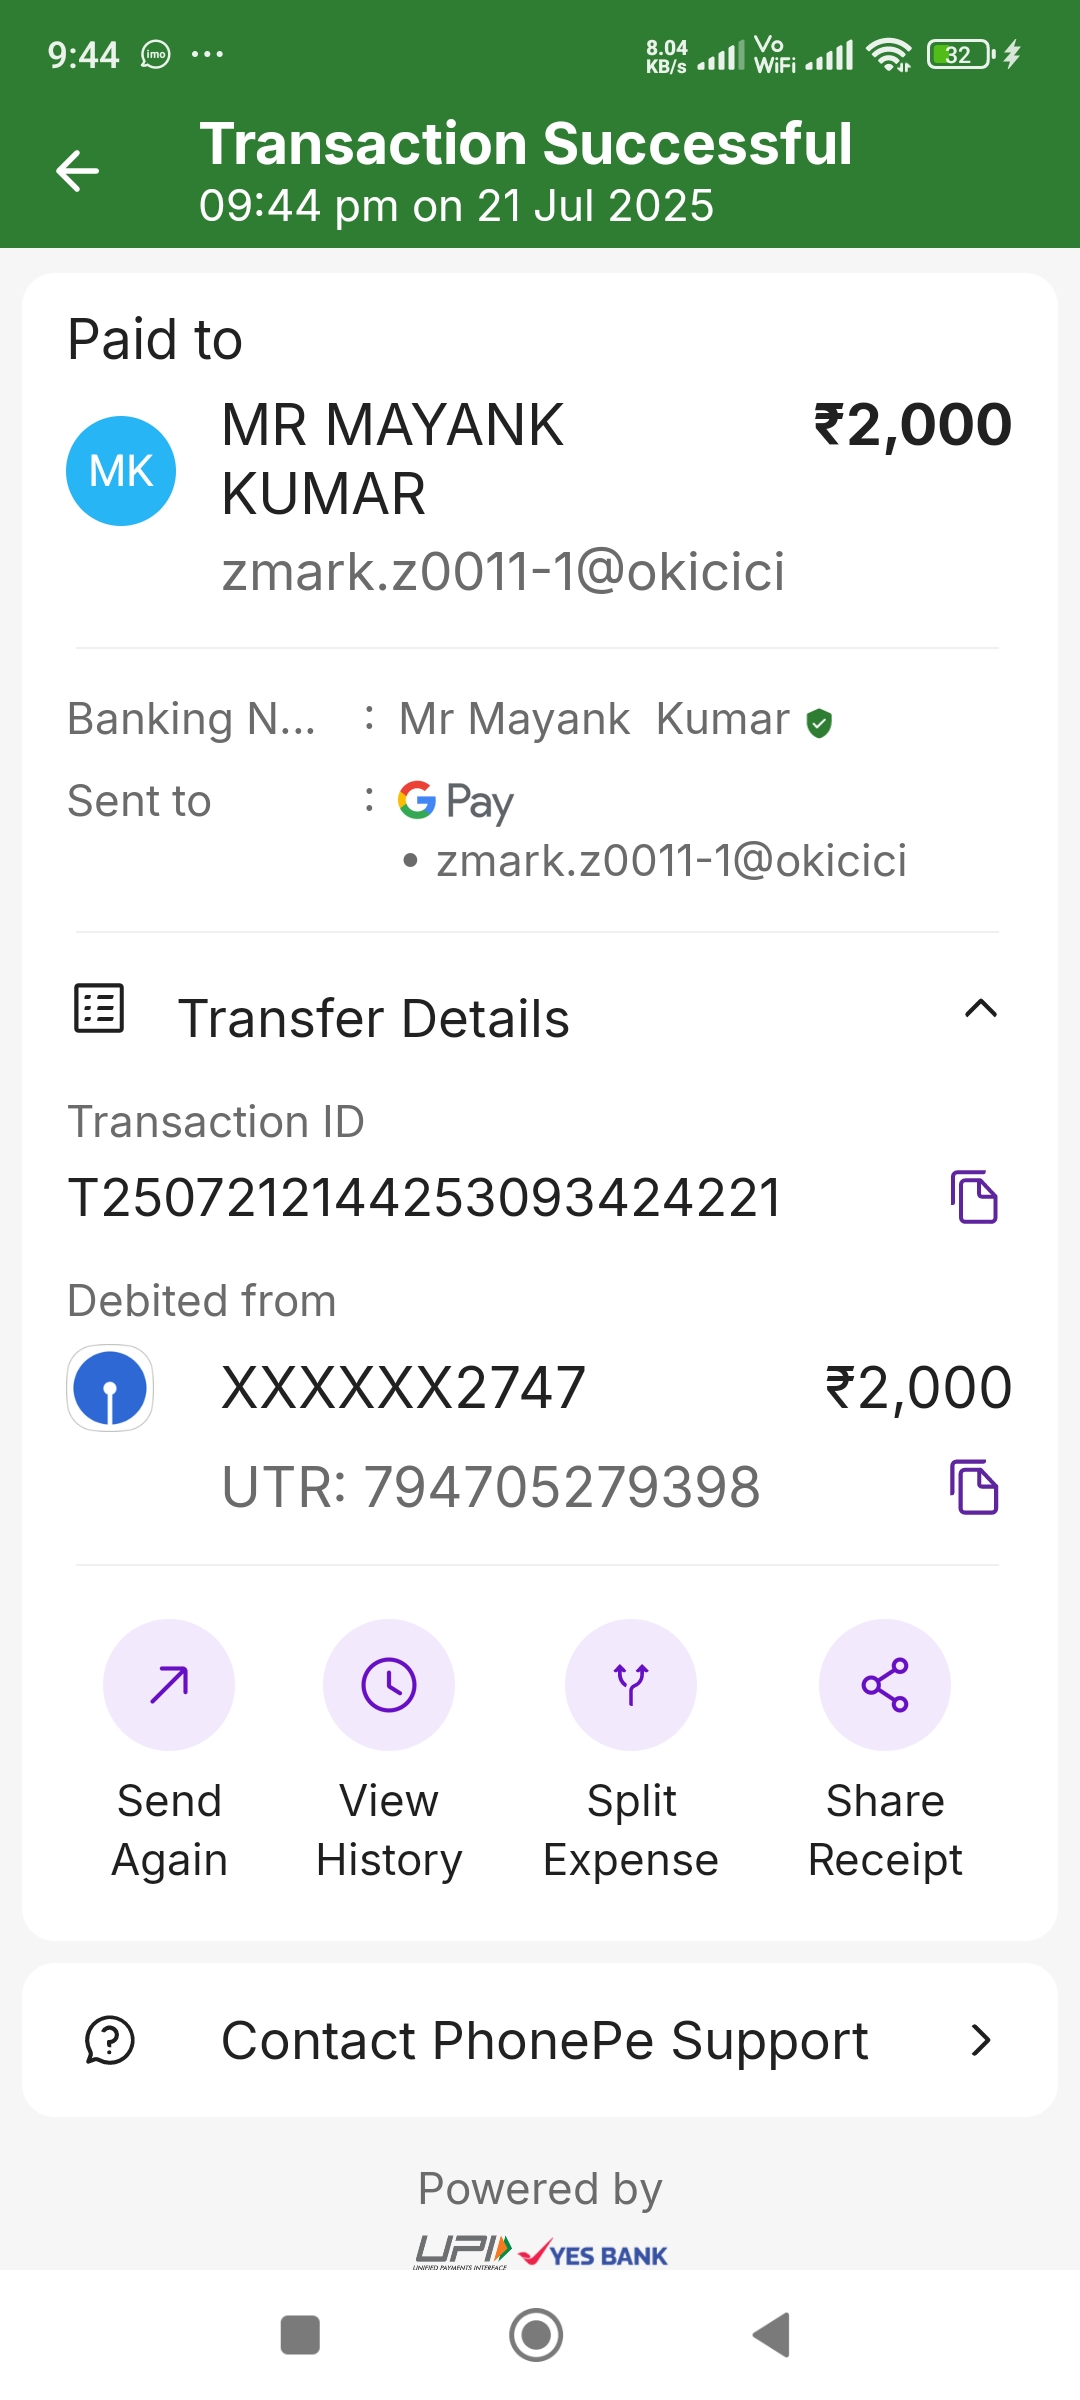 9:44 imo ... 8.04 KB/s Vo WiFi 32
Transaction Successful
09:44 pm on 21 Jul 2025
Paid to
MK MR MAYANK ₹2,000
KUMAR
zmark.z0011-1@okicici
Banking N... : Mr Mayank Kumar
Sent to : G Pay
• zmark.z0011-1@okicici
Transfer Details
Transaction ID
T2507212144253093424221
Debited from
XXXXXX2747 ₹2,000
UTR: 794705279398
Send Again
View History
Split Expense
Share Receipt
Contact PhonePe Support
Powered by
UPI YES BANK
UNIFIED PAYMENTS INTERFACE